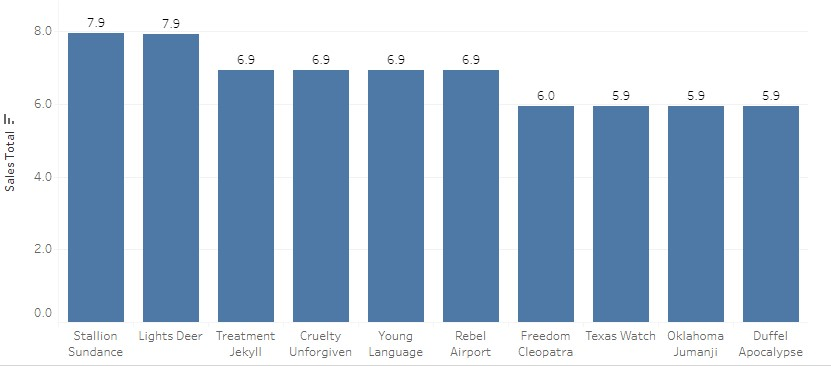 7.9
7.9
6.9
6.9
6.9
6.9
6.0
5.9
5.9
5.9
8.0
6.0
4.0
2.0
0.0
Sales Total
Stallion
Sundance
Lights Deer
Treatment
Jekyll
Cruelty
Unforgiven
Young
Language
Rebel
Airport
Freedom
Cleopatra
Texas Watch
Oklahoma
Jumanji
Duffel
Apocalypse